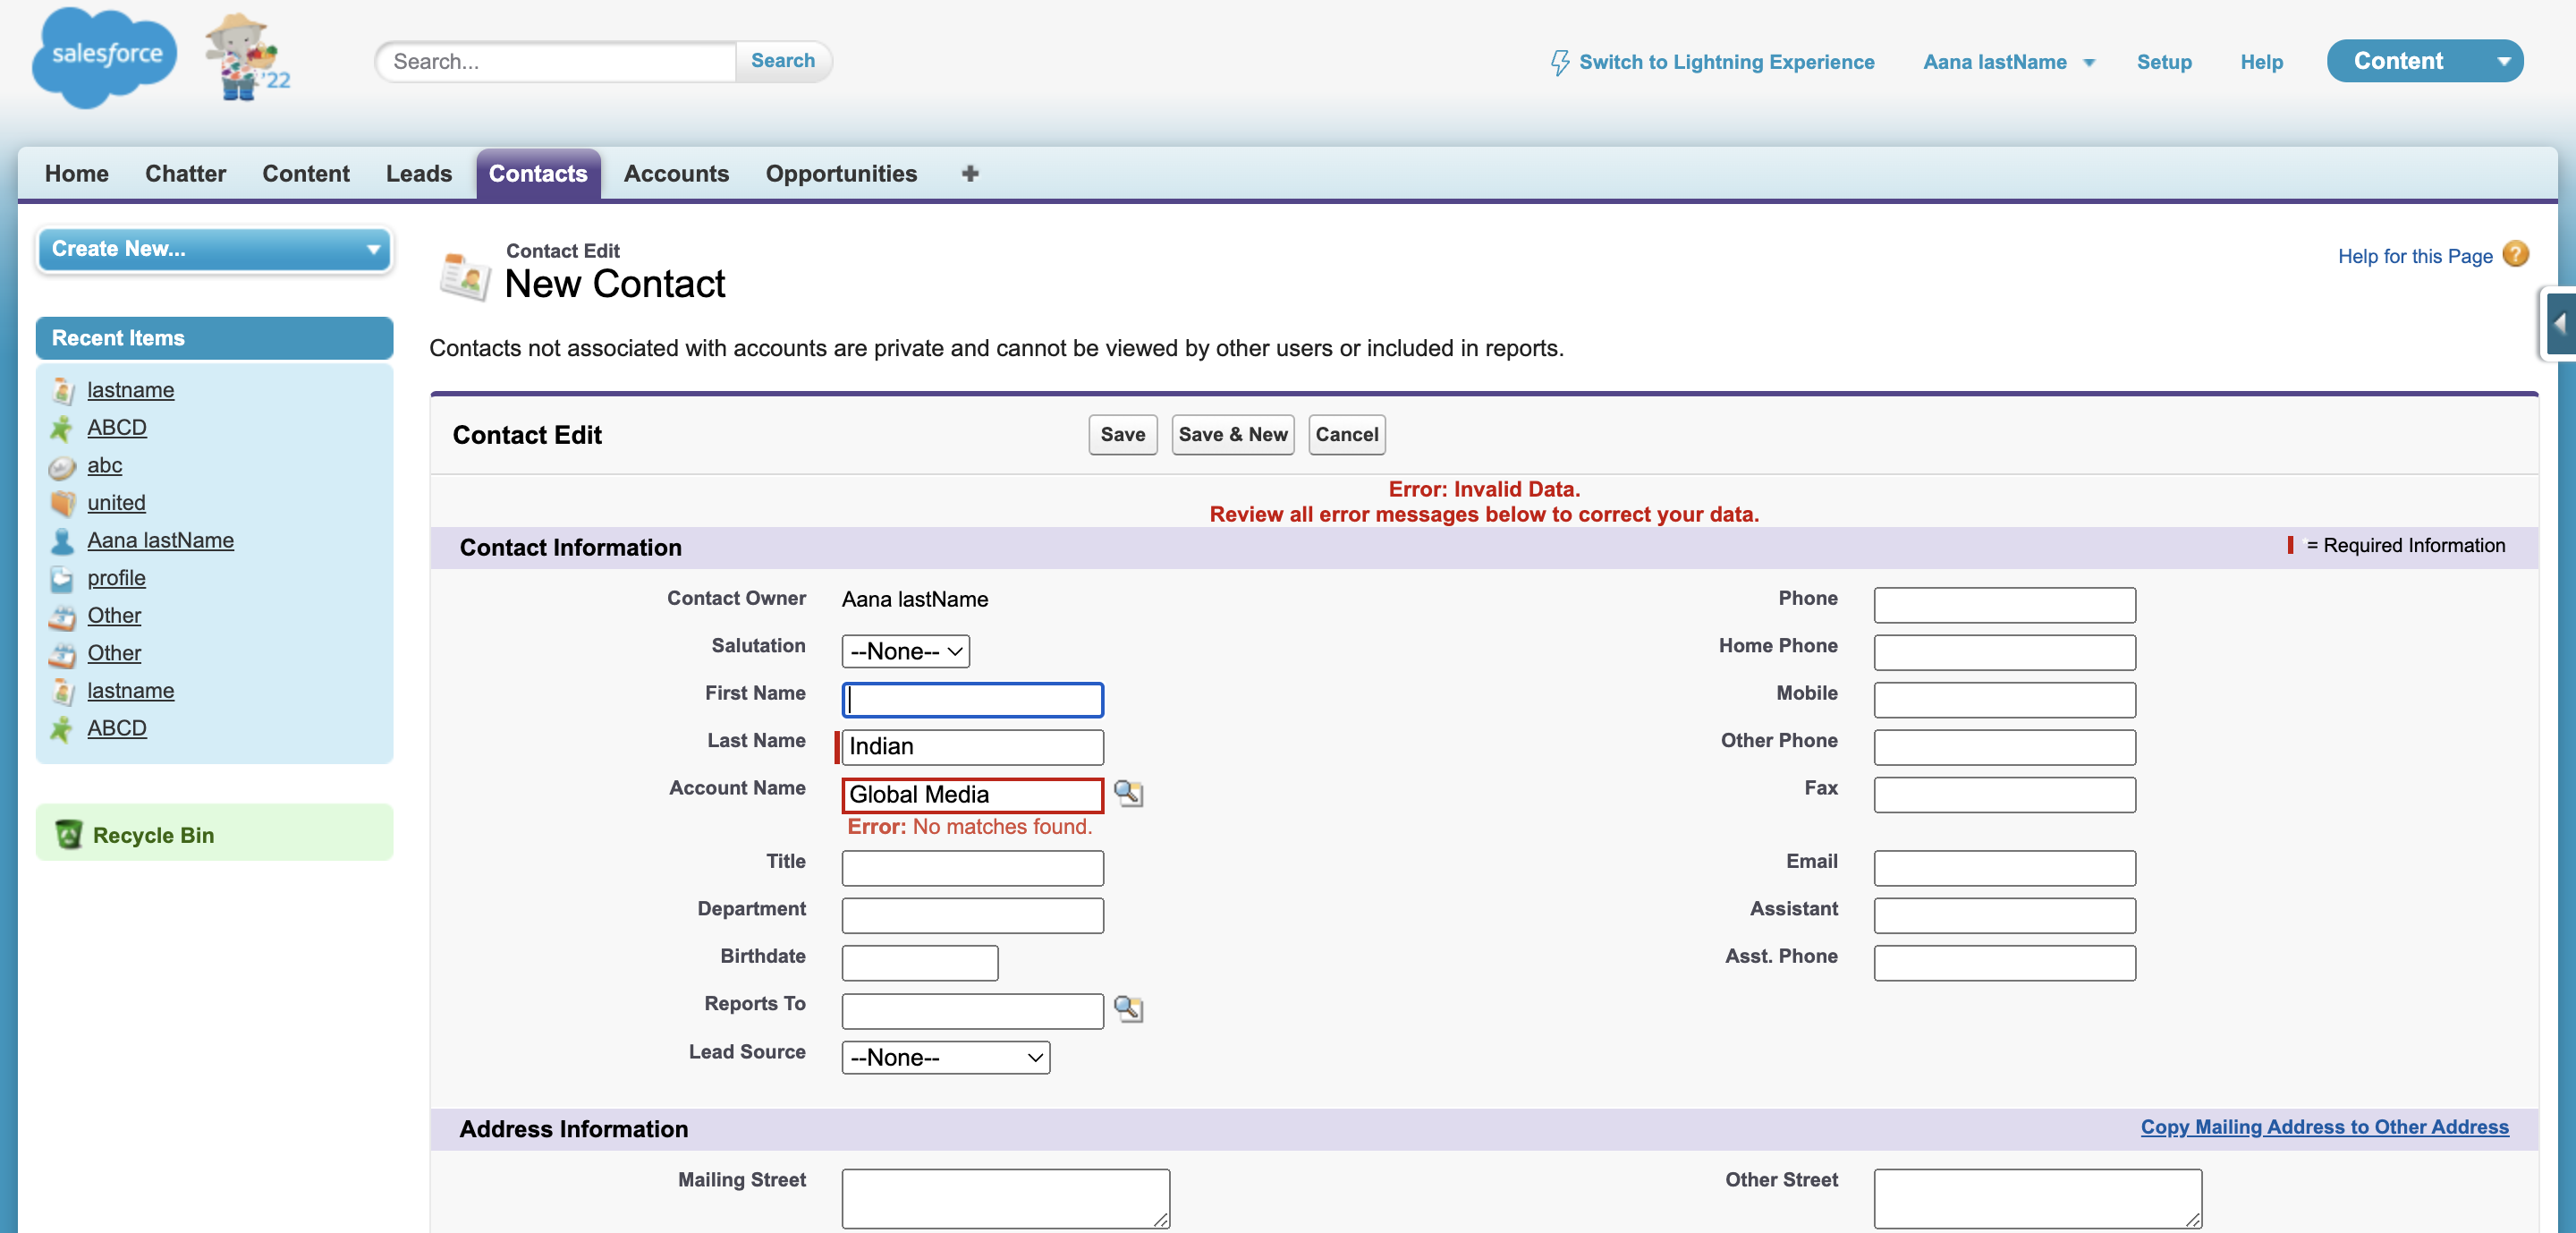 salesforce
'22
Search...
Search
Switch to Lightning Experience
Aana lastName
Setup
Help
Content
Home
Chatter
Content
Leads
Contacts
Accounts
Opportunities
Create New...
Recent Items
lastname
ABCD
abc
united
Aana lastName
profile
Other
Other
lastname
ABCD
Recycle Bin
Contact Edit
New Contact
Help for this Page
Contacts not associated with accounts are private and cannot be viewed by other users or included in reports.
Contact Edit
Save
Save & New
Cancel
Error: Invalid Data.
Review all error messages below to correct your data.
Contact Information
= Required Information
Contact Owner Aana lastName
Phone
Salutation --None--
Home Phone
First Name
Mobile
Last Name Indian
Other Phone
Account Name Global Media
Fax
Error: No matches found.
Title
Email
Department
Assistant
Birthdate
Asst. Phone
Reports To
Lead Source --None--
Address Information
Copy Mailing Address to Other Address
Mailing Street
Other Street